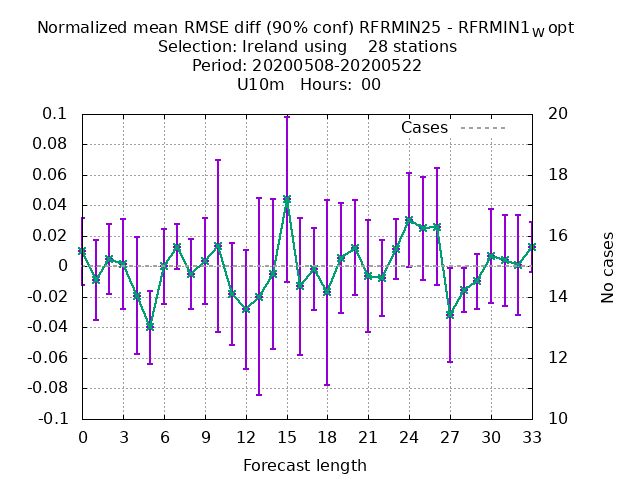 Normalized mean RMSE diff (90% conf) RFRMIN25 - RFRMIN1W opt
Selection: Ireland using 28 stations
Period: 20200508-20200522
U10m Hours: 00
0.1
0.08
0.06
0.04
0.02
0
-0.02
-0.04
-0.06
-0.08
-0.1
Cases
20
18
16
14
12
10
No cases
0 3 6 9 12 15 18 21 24 27 30 33
Forecast length